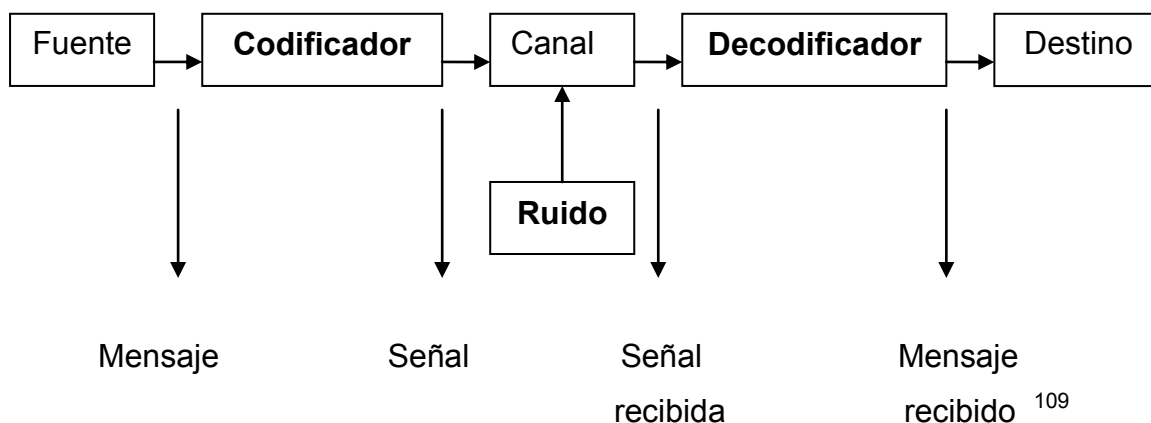 Fuente Codificador Canal Decodificador Destino
Ruido
Mensaje Señal Señal Mensaje
recibida recibido 109